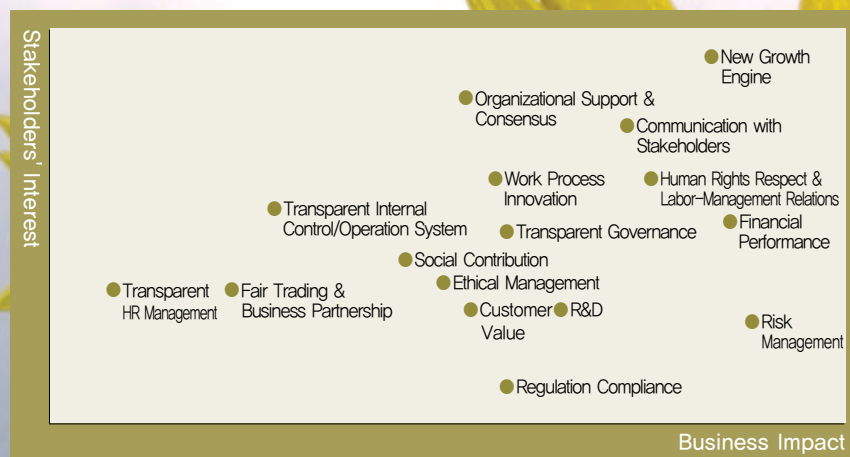 Stakeholders' Interest
New Growth
Engine
Organizational Support &
Consensus
Communication with
Stakeholders
Work Process
Innovation
Human Rights Respect &
Labor-Management Relations
Transparent Internal
Control/Operation System
Financial
Performance
Transparent Governance
Social Contribution
Ethical Management
Transparent
HR Management
Fair Trading &
Business Partnership
Customer
Value
R&D
Risk
Management
Regulation Compliance
Business Impact